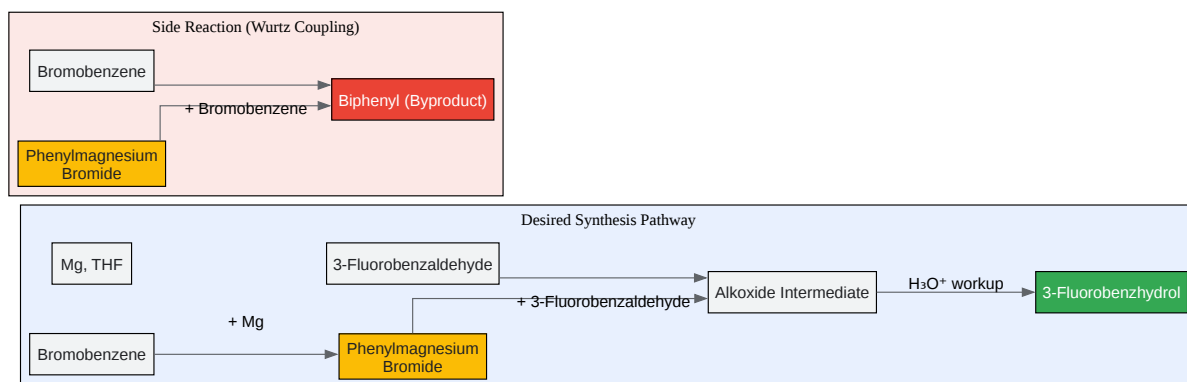 Side Reaction (Wurtz Coupling)
Bromobenzene
+ Bromobenzene
Biphenyl (Byproduct)
Phenylmagnesium
Bromide
Desired Synthesis Pathway
Mg, THF
3-Fluorobenzaldehyde
+ 3-Fluorobenzaldehyde
Alkoxide Intermediate
H₃O⁺ workup
3-Fluorobenzhydrol
Bromobenzene
+ Mg
Phenylmagnesium
Bromide